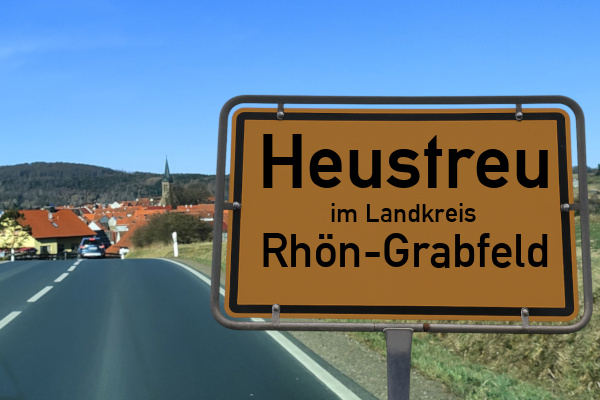 Heustreu
im Landkreis
Rhön-Grabfeld